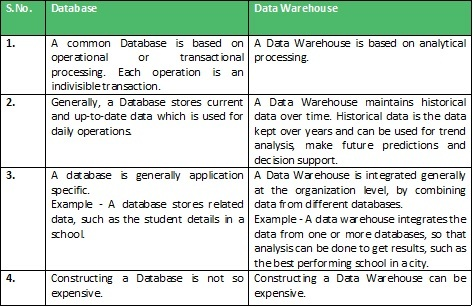 S.No. Database Data Warehouse
1. A common Database is based on A Data Warehouse is based on analytical
operational or transactional processing.
processing. Each operation is an
indivisible transaction.
2. Generally, a Database stores current A Data Warehouse maintains historical
and up-to-date data which is used for data over time. Historical data is the data
daily operations. kept over years and can be used for trend
analysis, make future predictions and
decision support.
3. A database is generally application A Data Warehouse is integrated generally
specific. at the organization level, by combining
Example - A database stores related data from different databases.
data, such as the student details in a Example - A data warehouse integrates the
school. data from one or more databases, so that
analysis can be done to get results, such as
the best performing school in a city.
4. Constructing a Database is not so Constructing a Data Warehouse can be
expensive. expensive.